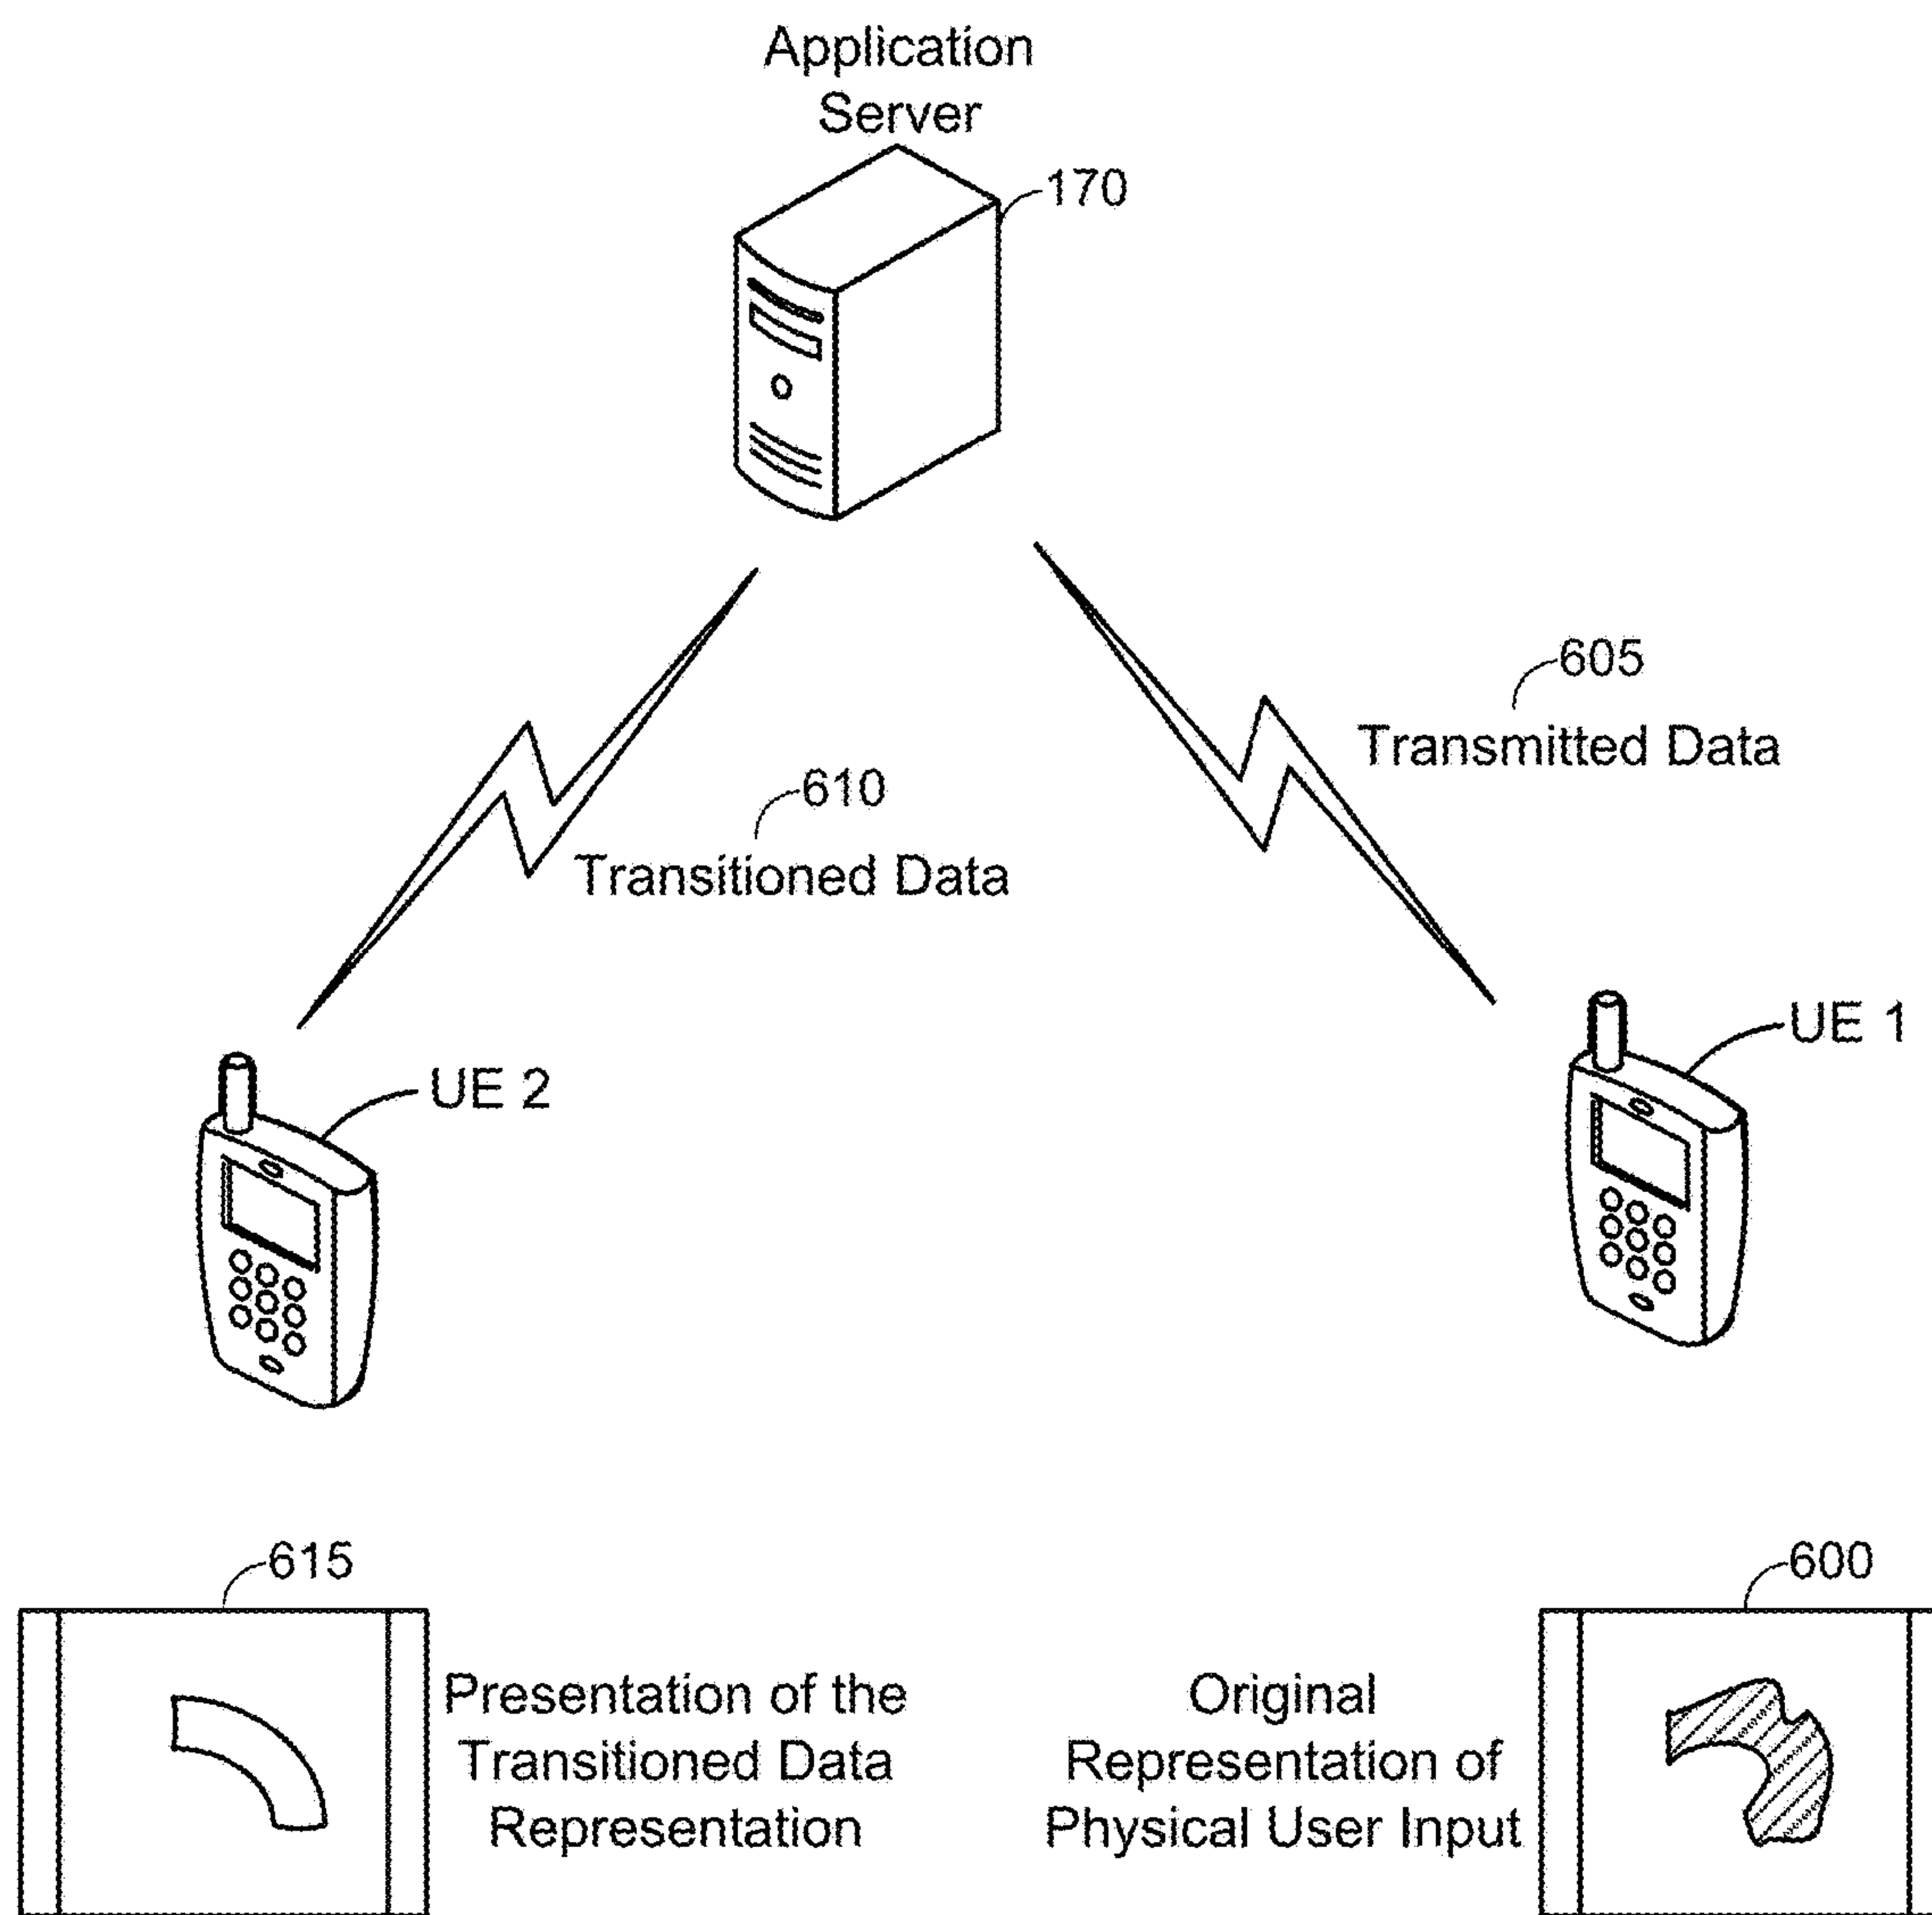 Application
Server
170
605
Transmitted Data
610
Transitioned Data
UE 1
UE 2
615
600
Presentation of the
Transitioned Data
Representation
Original
Representation of
Physical User Input